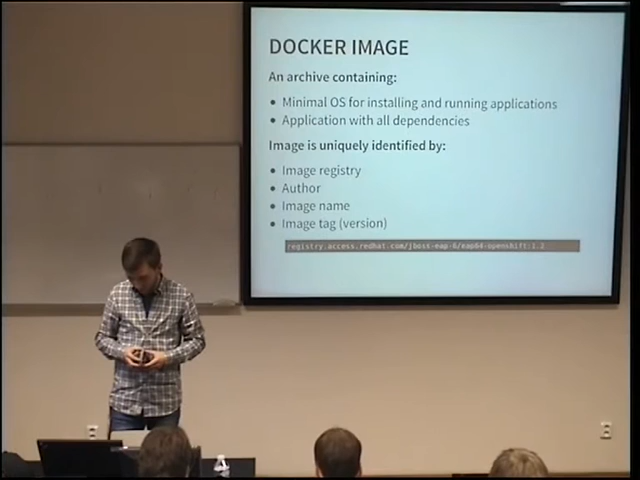 DOCKER IMAGE
An archive containing:
• Minimal OS for installing and running applications
• Application with all dependencies
Image is uniquely identified by:
• Image registry
• Author
• Image name
• Image tag (version)
registry.access.redhat.com/jboss-eap-6/eap64-openshift:1.2